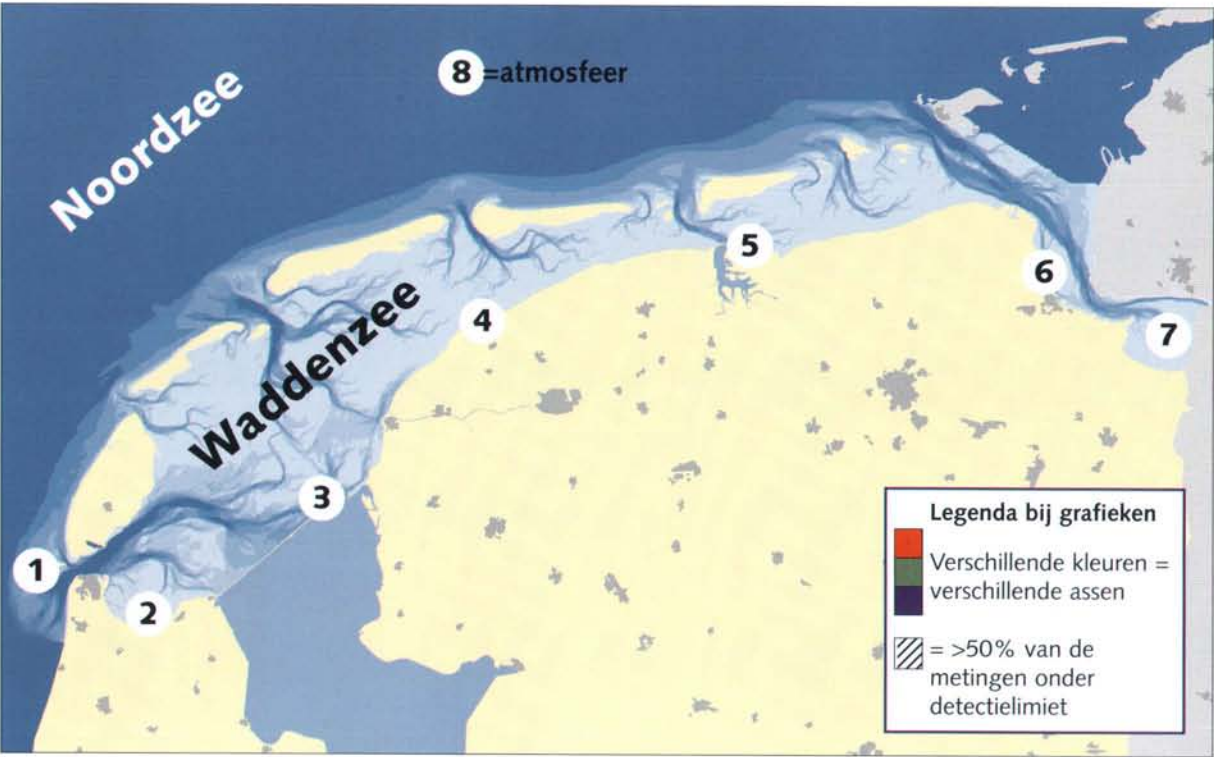 8 =atmosfeer
Noordzee
Waddenzee
5
6
4
7
3
1
2
Legenda bij grafieken
Verschillende kleuren =
verschillende assen
= >50% van de
metingen onder
detectielimiet